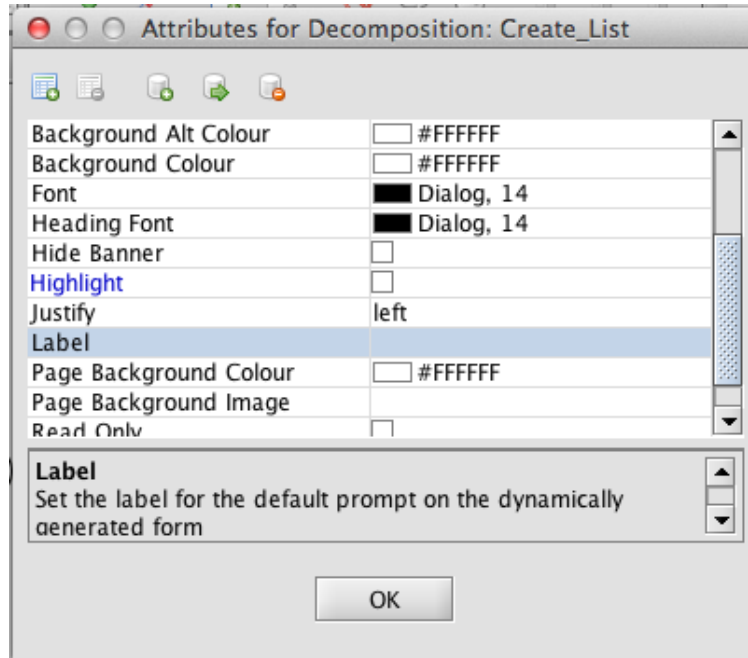 Attributes for Decomposition: Create_List
Background Alt Colour #FFFFFF
Background Colour #FFFFFF
Font Dialog, 14
Heading Font Dialog, 14
Hide Banner
Highlight
Justify left
Label
Page Background Colour #FFFFFF
Page Background Image
Read Only
Label
Set the label for the default prompt on the dynamically
generated form
OK